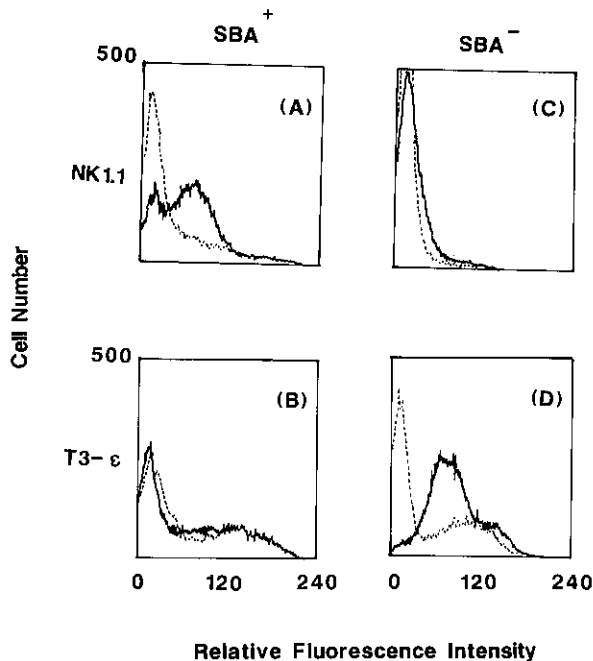 SBA+
SBA-
500
(A)
(C)
NK1.1
Cell Number
500
(B)
(D)
T3- ε
0
120
240
0
120
240
Relative Fluorescence Intensity